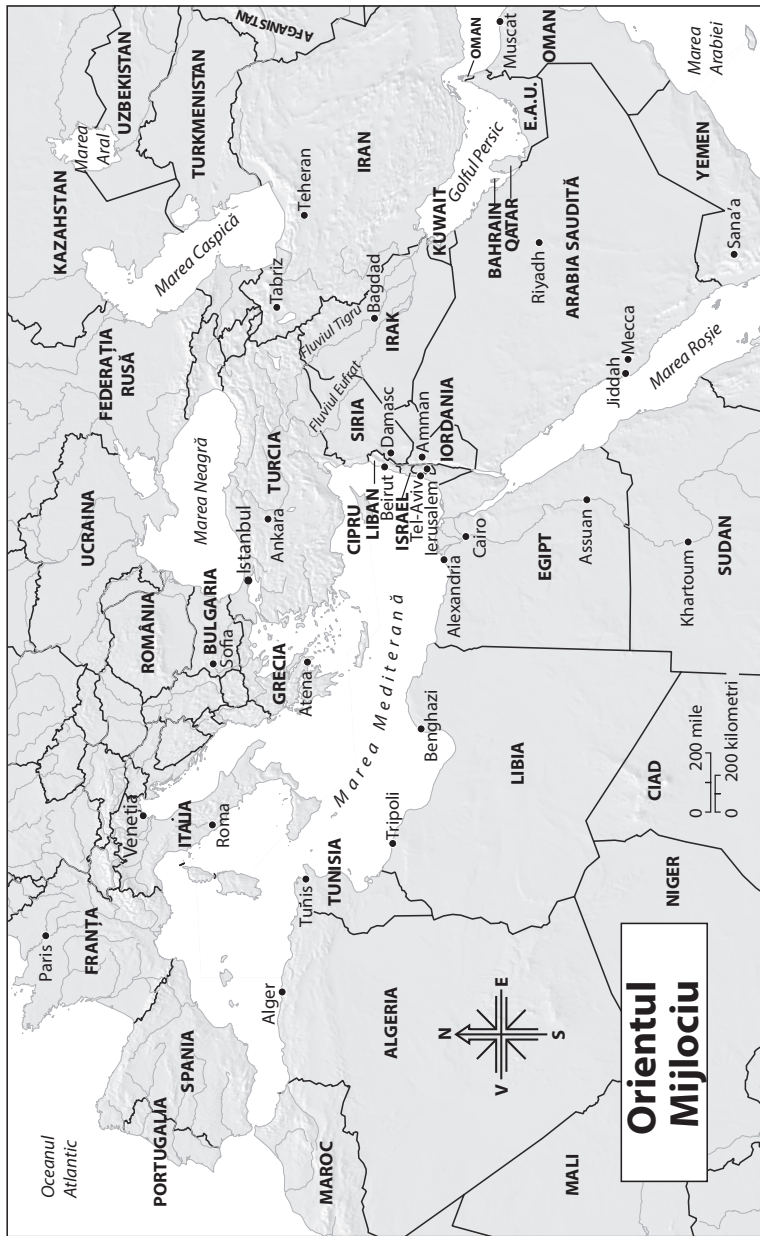 Oceanul
Atlantic
Paris
FRANȚA
PORTUGALIA
SPANIA
Veneția
ITALIA
Roma
ROMÂNIA
BULGARIA
Sofia
UCRAINA
FEDERAȚIA
RUSĂ
KAZAHSTAN
Marea
Aral
UZBEKISTAN
TURKMENISTAN
AFGANISTAN
Marea Caspică
Marea Neagră
Istanbul
Ankara
TURCIA
GRECIA
Atena
Tabriz
Teheran
IRAN
Marea Mediterană
CIPRU
LIBAN
Beirut
ISRAEL
Tel-Aviv
Ierusalem
SIRIA
Damasc
Amman
IORDANIA
Fluviul Tigru
Fluviul Eufrat
Bagdad
IRAK
KUWAIT
Golful Persic
BAHRAIN
QATAR
E.A.U.
OMAN
Muscat
OMAN
Marea
Arabiei
Riyadh
ARABIA SAUDITĂ
Jiddah
Mecca
Marea Roșie
YEMEN
Sana'a
MAROC
Alger
ALGERIA
Tunis
TUNISIA
Tripoli
Benghazi
LIBIA
Alexandria
Cairo
EGIPT
Assuan
Khartoum
SUDAN
MALI
NIGER
CIAD
N
V
E
S
0
200 mile
0
200 kilometri
Orientul
Mijlociu